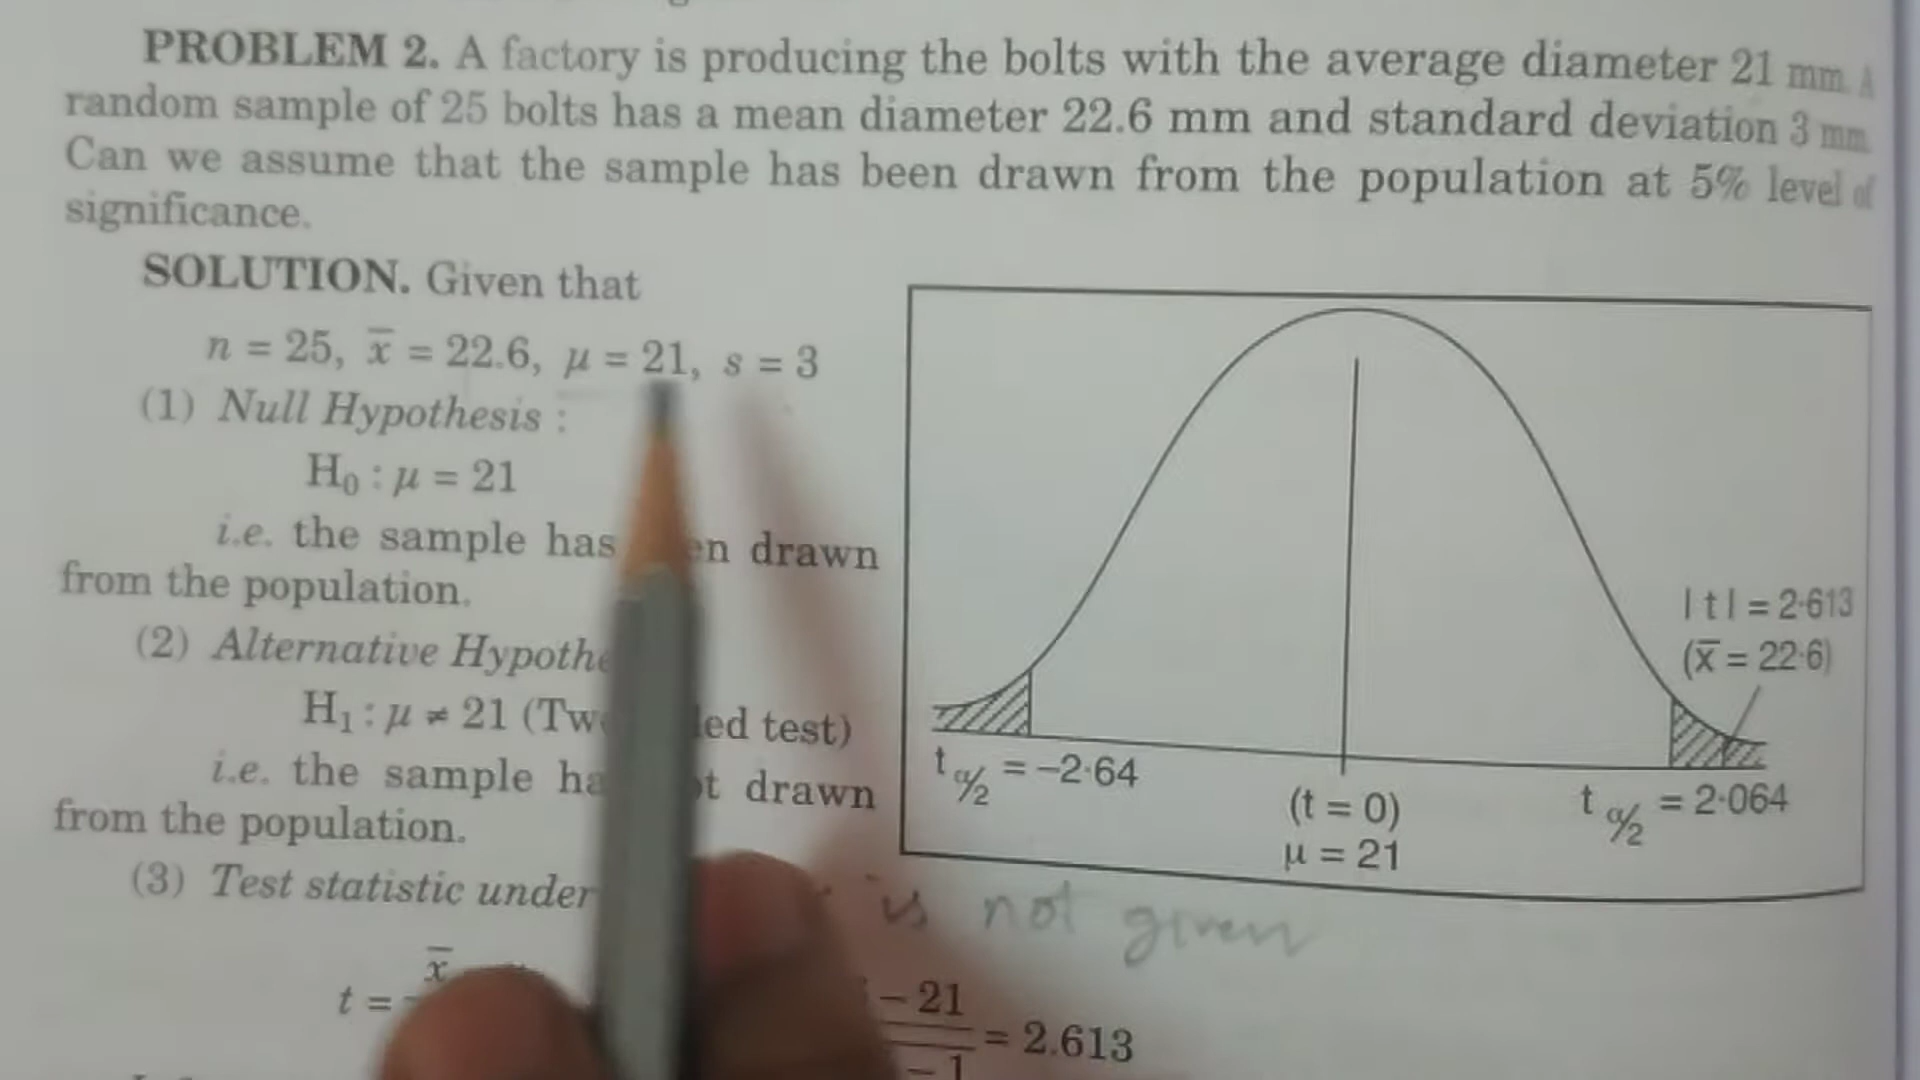 PROBLEM 2. A factory is producing the bolts with the average diameter 21 mm. A
random sample of 25 bolts has a mean diameter 22.6 mm and standard deviation 3 mm
Can we assume that the sample has been drawn from the population at 5% level of
significance.
SOLUTION. Given that
n = 25, x̄ = 22.6, μ = 21, s = 3
(1) Null Hypothesis :
H₀ : μ = 21
i.e. the sample has en drawn
from the population.
(2) Alternative Hypothe
H₁ : μ ≠ 21 (Tw led test)
i.e. the sample ha t drawn
from the population.
(3) Test statistic under
is not given
t = x̄
– 21
– 1
= 2.613
| t | = 2·613
(x̄ = 22·6)
t α/2 = –2·64
(t = 0)
μ = 21
t α/2 = 2·064